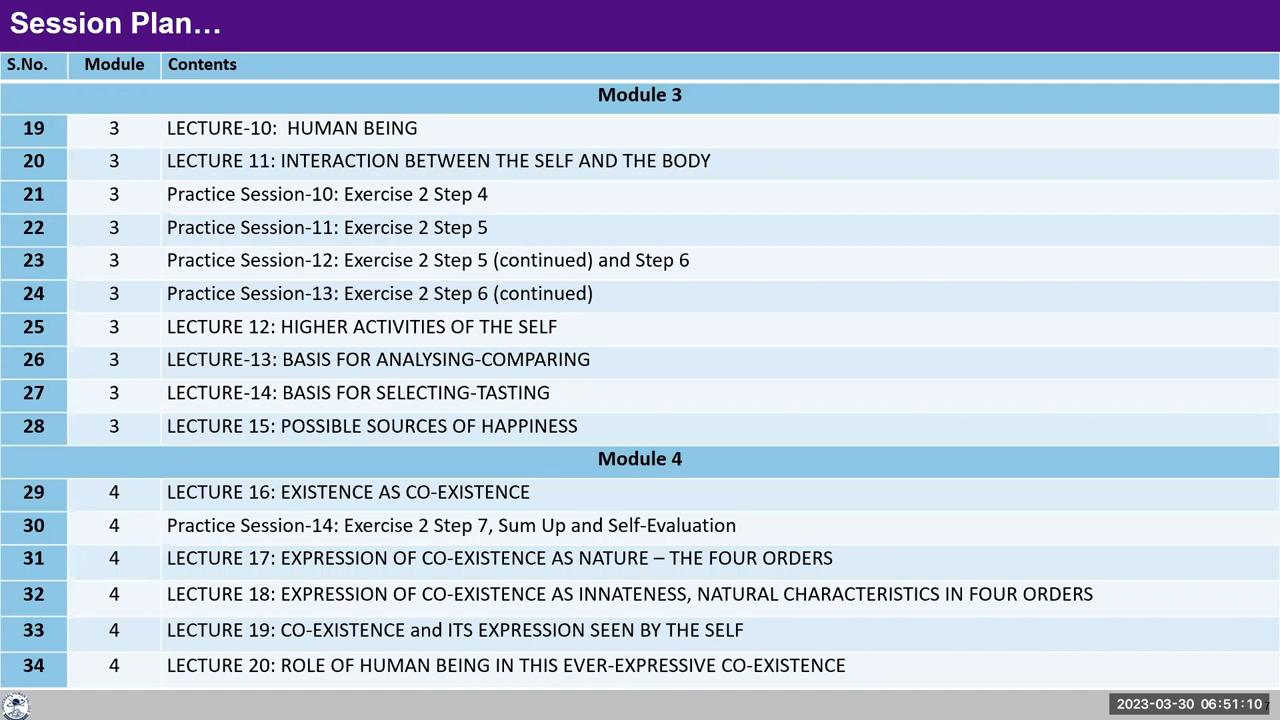 Session Plan...
S.No. Module Contents
Module 3
19 3 LECTURE-10: HUMAN BEING
20 3 LECTURE 11: INTERACTION BETWEEN THE SELF AND THE BODY
21 3 Practice Session-10: Exercise 2 Step 4
22 3 Practice Session-11: Exercise 2 Step 5
23 3 Practice Session-12: Exercise 2 Step 5 (continued) and Step 6
24 3 Practice Session-13: Exercise 2 Step 6 (continued)
25 3 LECTURE 12: HIGHER ACTIVITIES OF THE SELF
26 3 LECTURE-13: BASIS FOR ANALYSING-COMPARING
27 3 LECTURE-14: BASIS FOR SELECTING-TASTING
28 3 LECTURE 15: POSSIBLE SOURCES OF HAPPINESS
Module 4
29 4 LECTURE 16: EXISTENCE AS CO-EXISTENCE
30 4 Practice Session-14: Exercise 2 Step 7, Sum Up and Self-Evaluation
31 4 LECTURE 17: EXPRESSION OF CO-EXISTENCE AS NATURE – THE FOUR ORDERS
32 4 LECTURE 18: EXPRESSION OF CO-EXISTENCE AS INNATENESS, NATURAL CHARACTERISTICS IN FOUR ORDERS
33 4 LECTURE 19: CO-EXISTENCE and ITS EXPRESSION SEEN BY THE SELF
34 4 LECTURE 20: ROLE OF HUMAN BEING IN THIS EVER-EXPRESSIVE CO-EXISTENCE
2023-03-30 06:51:10